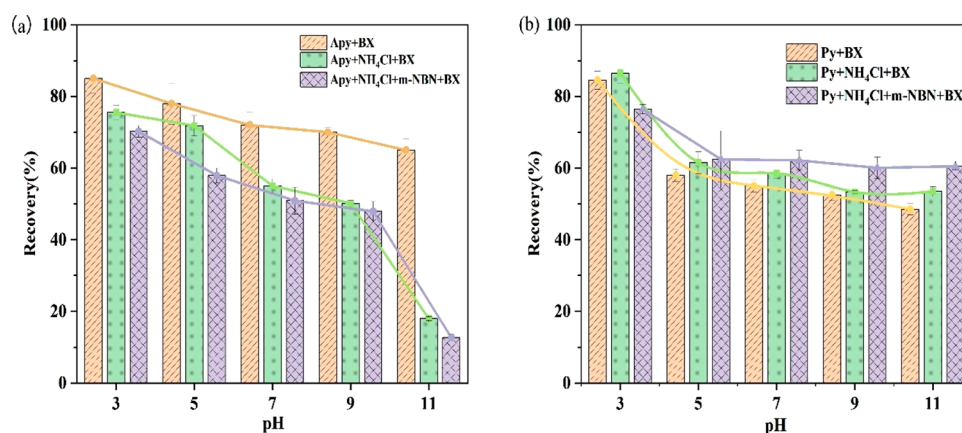 (a)
100
80
60
40
20
0
Recovery(%)
Apy+BX
Apy+NH₄Cl+BX
Apy+NH₄Cl+m-NBN+BX
3 5 7 9 11
pH
(b)
100
80
60
40
20
0
Recovery(%)
Py+BX
Py+NH₄Cl+BX
Py+NH₄Cl+m-NBN+BX
3 5 7 9 11
pH